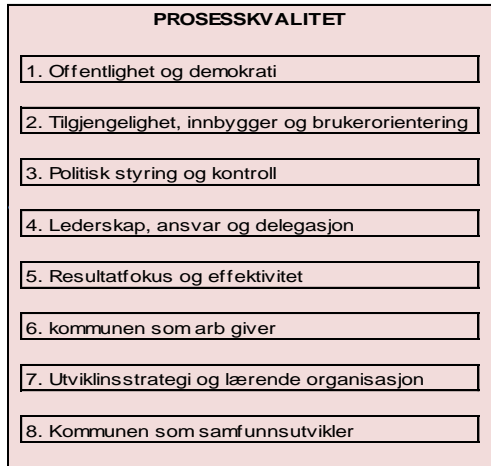 PROSESSKVALITET
1. Offentlighet og demokrati
2. Tilgjengelighet, innbygger og brukerorientering
3. Politisk styring og kontroll
4. Lederskap, ansvar og delegasjon
5. Resultatfokus og effektivitet
6. kommunen som arb giver
7. Utviklinsstrategi og lærende organisasjon
8. Kommunen som samfunnsutvikler